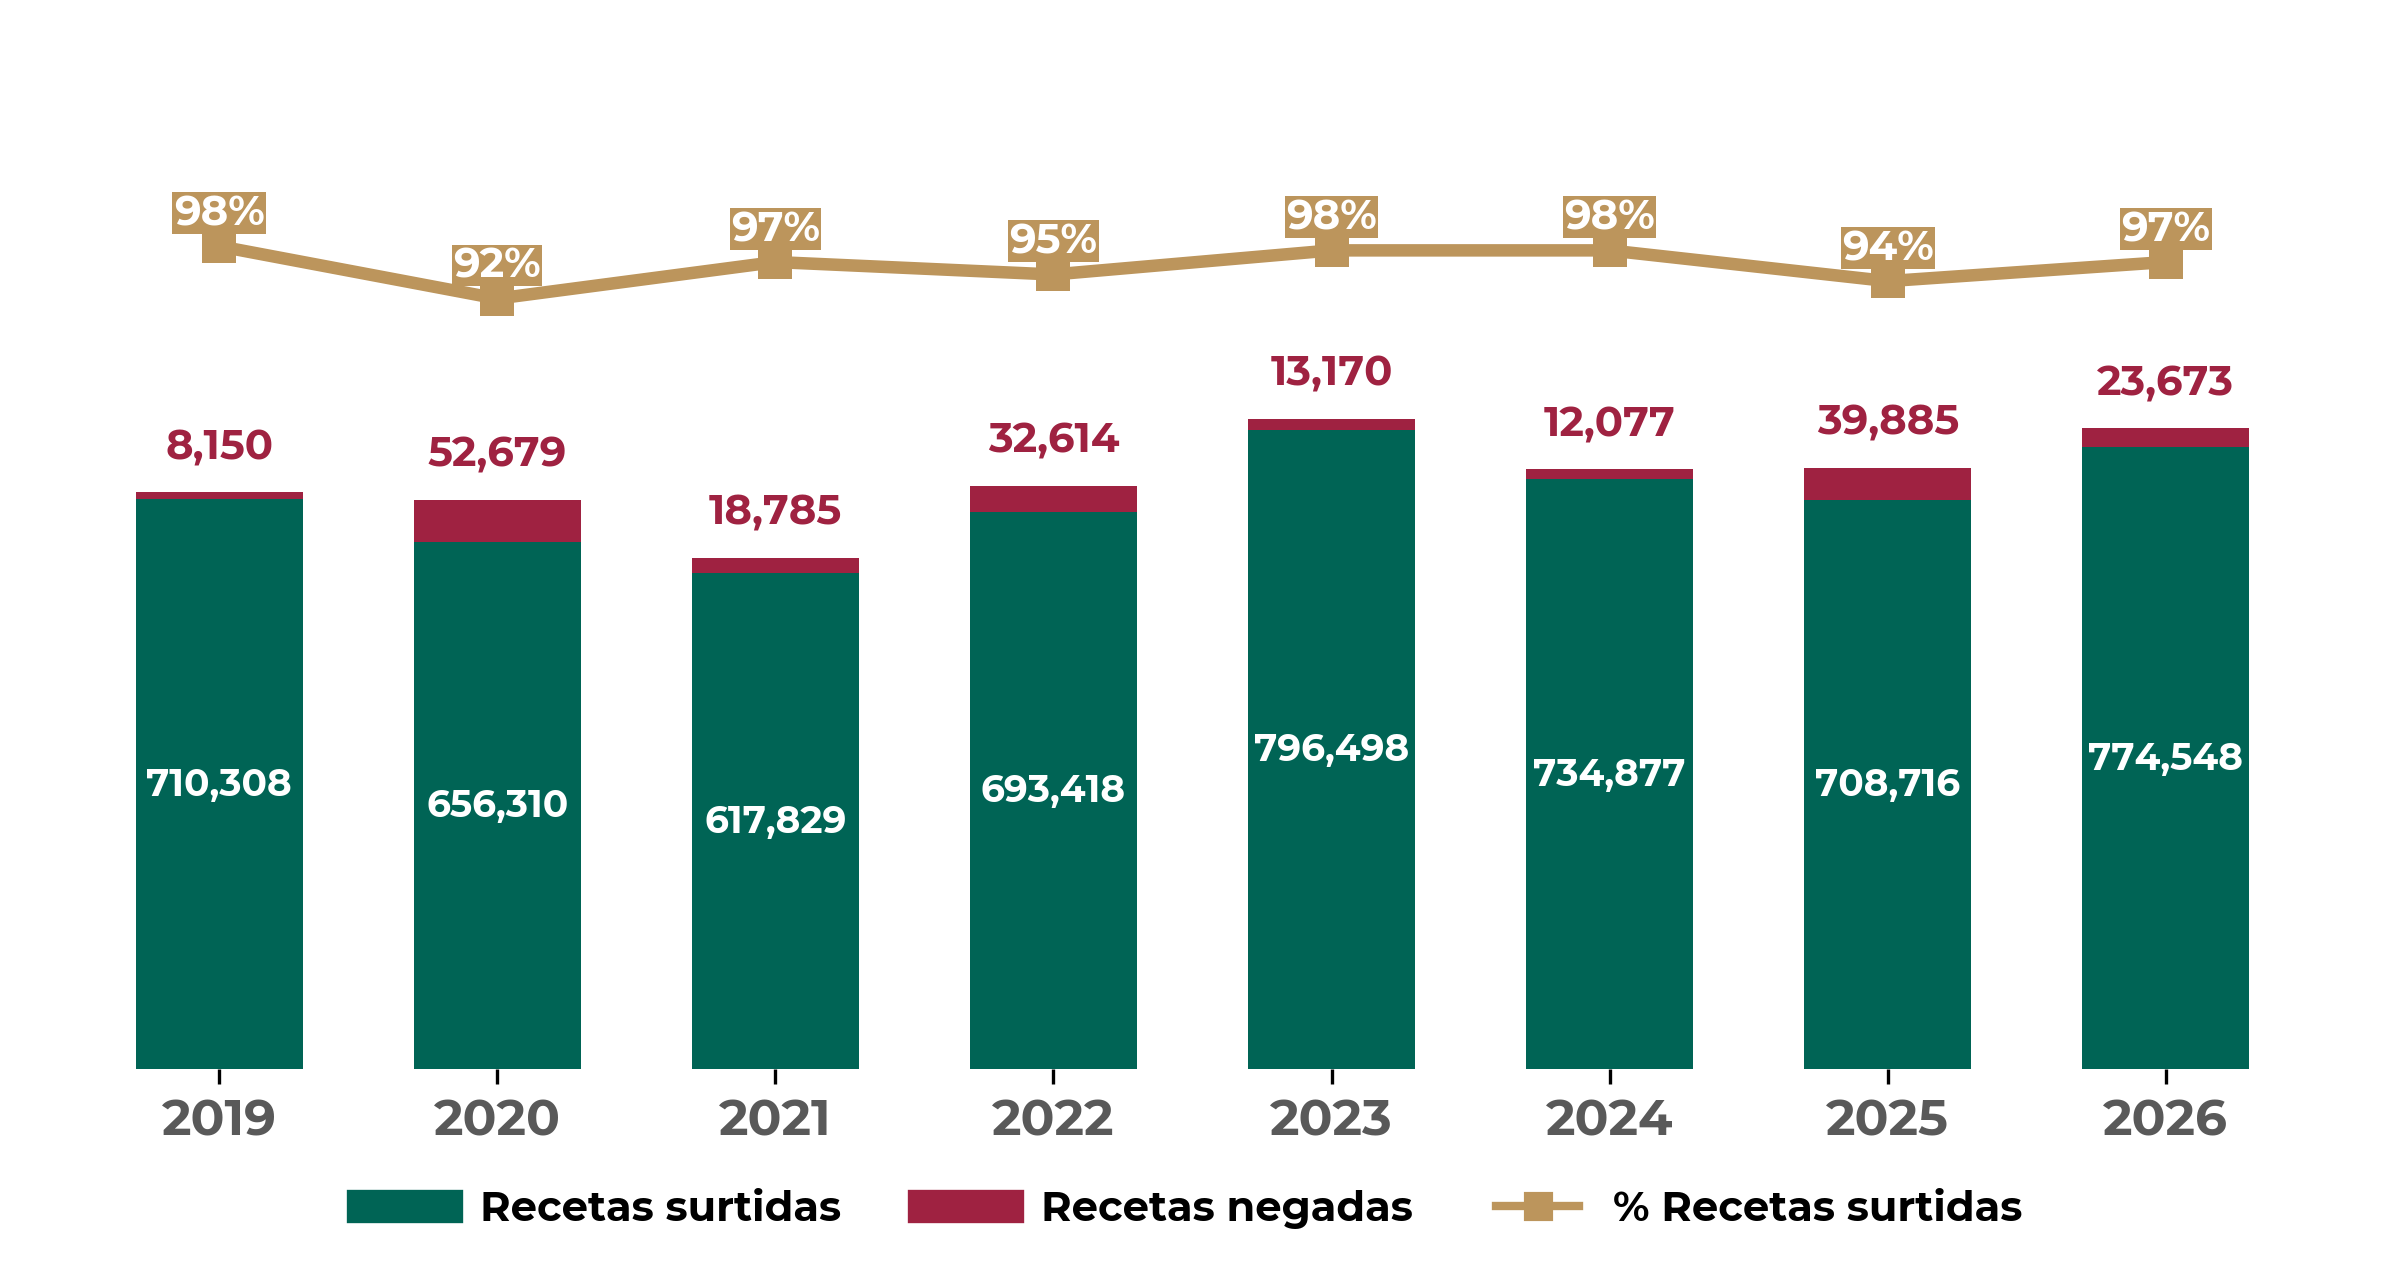 98% 92% 97% 95% 98% 98% 94% 97%
8,150 52,679 18,785 32,614 13,170 12,077 39,885 23,673
710,308 656,310 617,829 693,418 796,498 734,877 708,716 774,548
2019 2020 2021 2022 2023 2024 2025 2026
Recetas surtidas Recetas negadas % Recetas surtidas